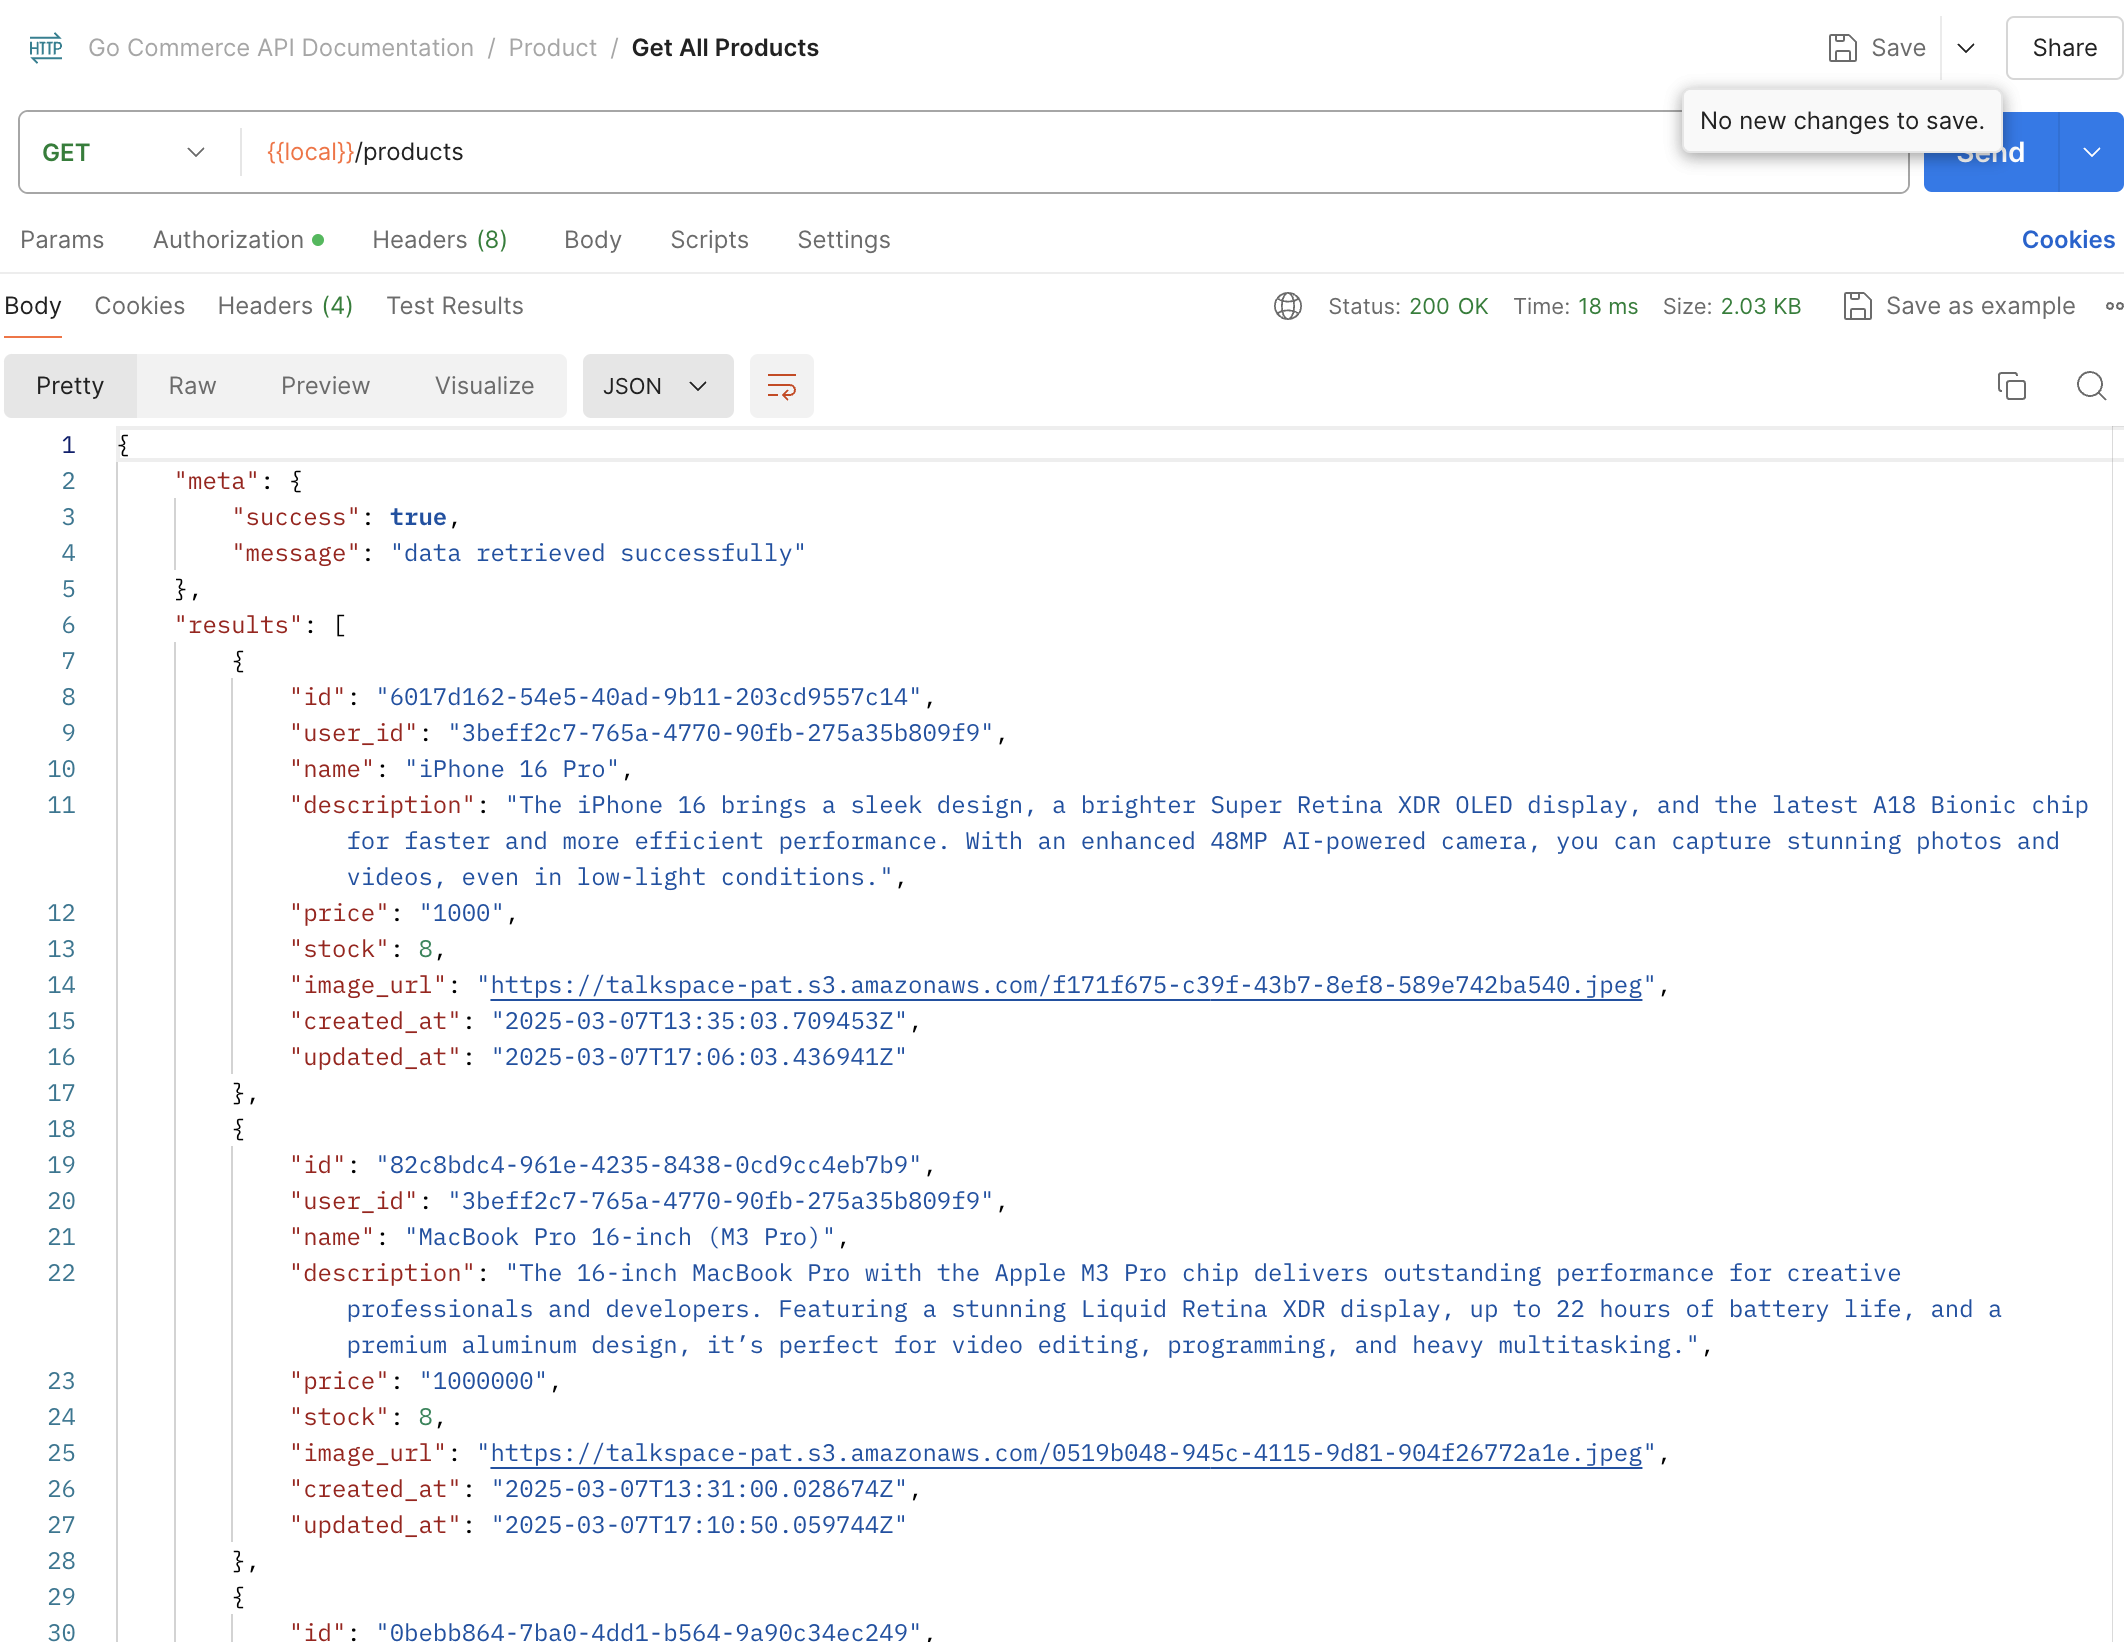 HTTP Go Commerce API Documentation / Product / Get All Products Save Share
No new changes to save.
GET {{local}}/products Send
Params Authorization Headers (8) Body Scripts Settings Cookies
Body Cookies Headers (4) Test Results Status: 200 OK Time: 18 ms Size: 2.03 KB Save as example
Pretty Raw Preview Visualize JSON
1 {
2 "meta": {
3 "success": true,
4 "message": "data retrieved successfully"
5 },
6 "results": [
7 {
8 "id": "6017d162-54e5-40ad-9b11-203cd9557c14",
9 "user_id": "3beff2c7-765a-4770-90fb-275a35b809f9",
10 "name": "iPhone 16 Pro",
11 "description": "The iPhone 16 brings a sleek design, a brighter Super Retina XDR OLED display, and the latest A18 Bionic chip
for faster and more efficient performance. With an enhanced 48MP AI-powered camera, you can capture stunning photos and
videos, even in low-light conditions.",
12 "price": "1000",
13 "stock": 8,
14 "image_url": "https://talkspace-pat.s3.amazonaws.com/f171f675-c39f-43b7-8ef8-589e742ba540.jpeg",
15 "created_at": "2025-03-07T13:35:03.709453Z",
16 "updated_at": "2025-03-07T17:06:03.436941Z"
17 },
18 {
19 "id": "82c8bdc4-961e-4235-8438-0cd9cc4eb7b9",
20 "user_id": "3beff2c7-765a-4770-90fb-275a35b809f9",
21 "name": "MacBook Pro 16-inch (M3 Pro)",
22 "description": "The 16-inch MacBook Pro with the Apple M3 Pro chip delivers outstanding performance for creative
professionals and developers. Featuring a stunning Liquid Retina XDR display, up to 22 hours of battery life, and a
premium aluminum design, it’s perfect for video editing, programming, and heavy multitasking.",
23 "price": "1000000",
24 "stock": 8,
25 "image_url": "https://talkspace-pat.s3.amazonaws.com/0519b048-945c-4115-9d81-904f26772a1e.jpeg",
26 "created_at": "2025-03-07T13:31:00.028674Z",
27 "updated_at": "2025-03-07T17:10:50.059744Z"
28 },
29 {
30 "id": "0bebb864-7ba0-4dd1-b564-9a90c34ec249",